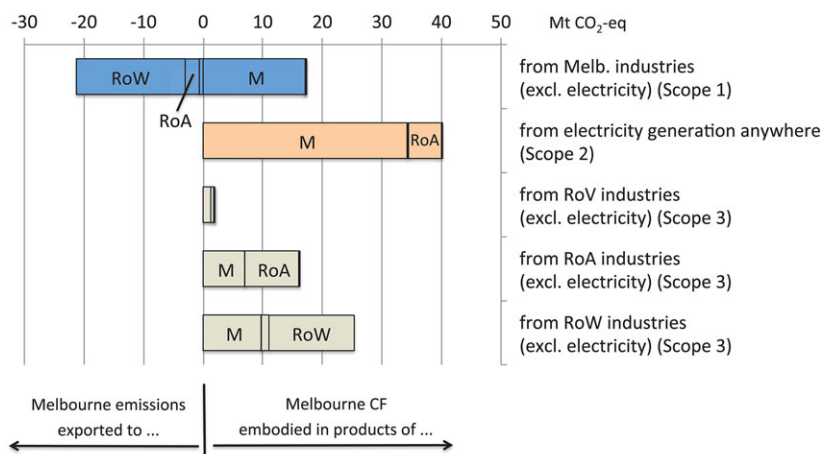 -30 -20 -10 0 10 20 30 40 50 Mt CO₂-eq
RoW M
RoA
from Melb. industries
(excl. electricity) (Scope 1)
M RoA
from electricity generation anywhere
(Scope 2)
from RoV industries
(excl. electricity) (Scope 3)
M RoA
from RoA industries
(excl. electricity) (Scope 3)
M RoW
from RoW industries
(excl. electricity) (Scope 3)
Melbourne emissions
exported to ...
Melbourne CF
embodied in products of ...